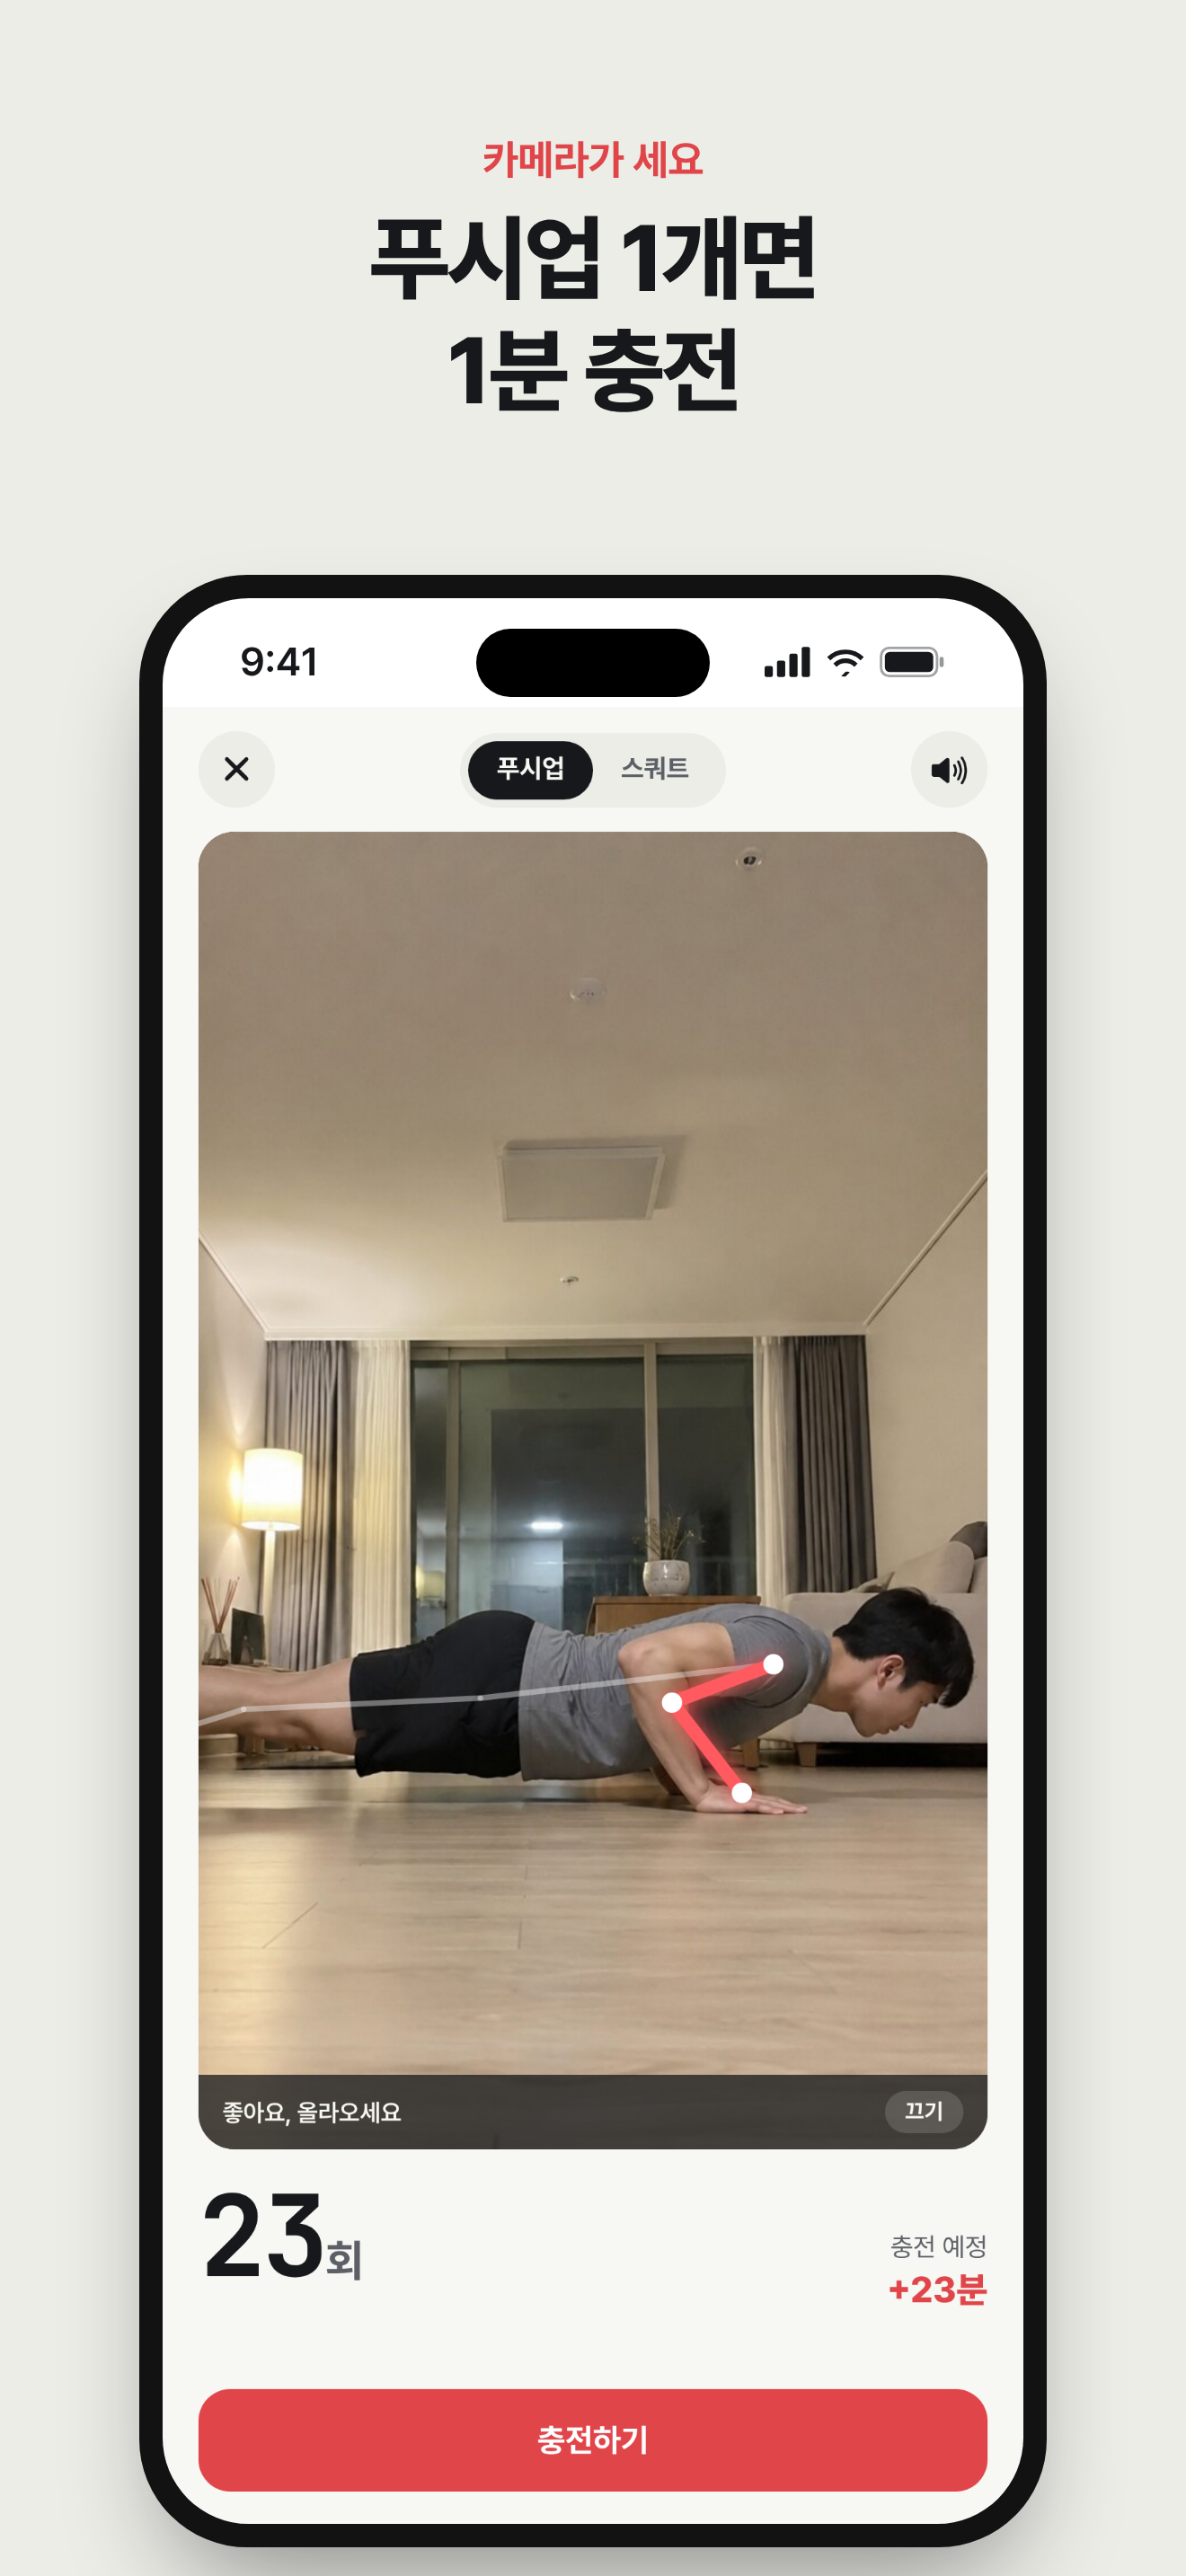 카메라가 세요
푸시업 1개면
1분 충전
9:41
푸시업 스쿼트
좋아요, 올라오세요 끄기
23회
충전 예정
+23분
충전하기